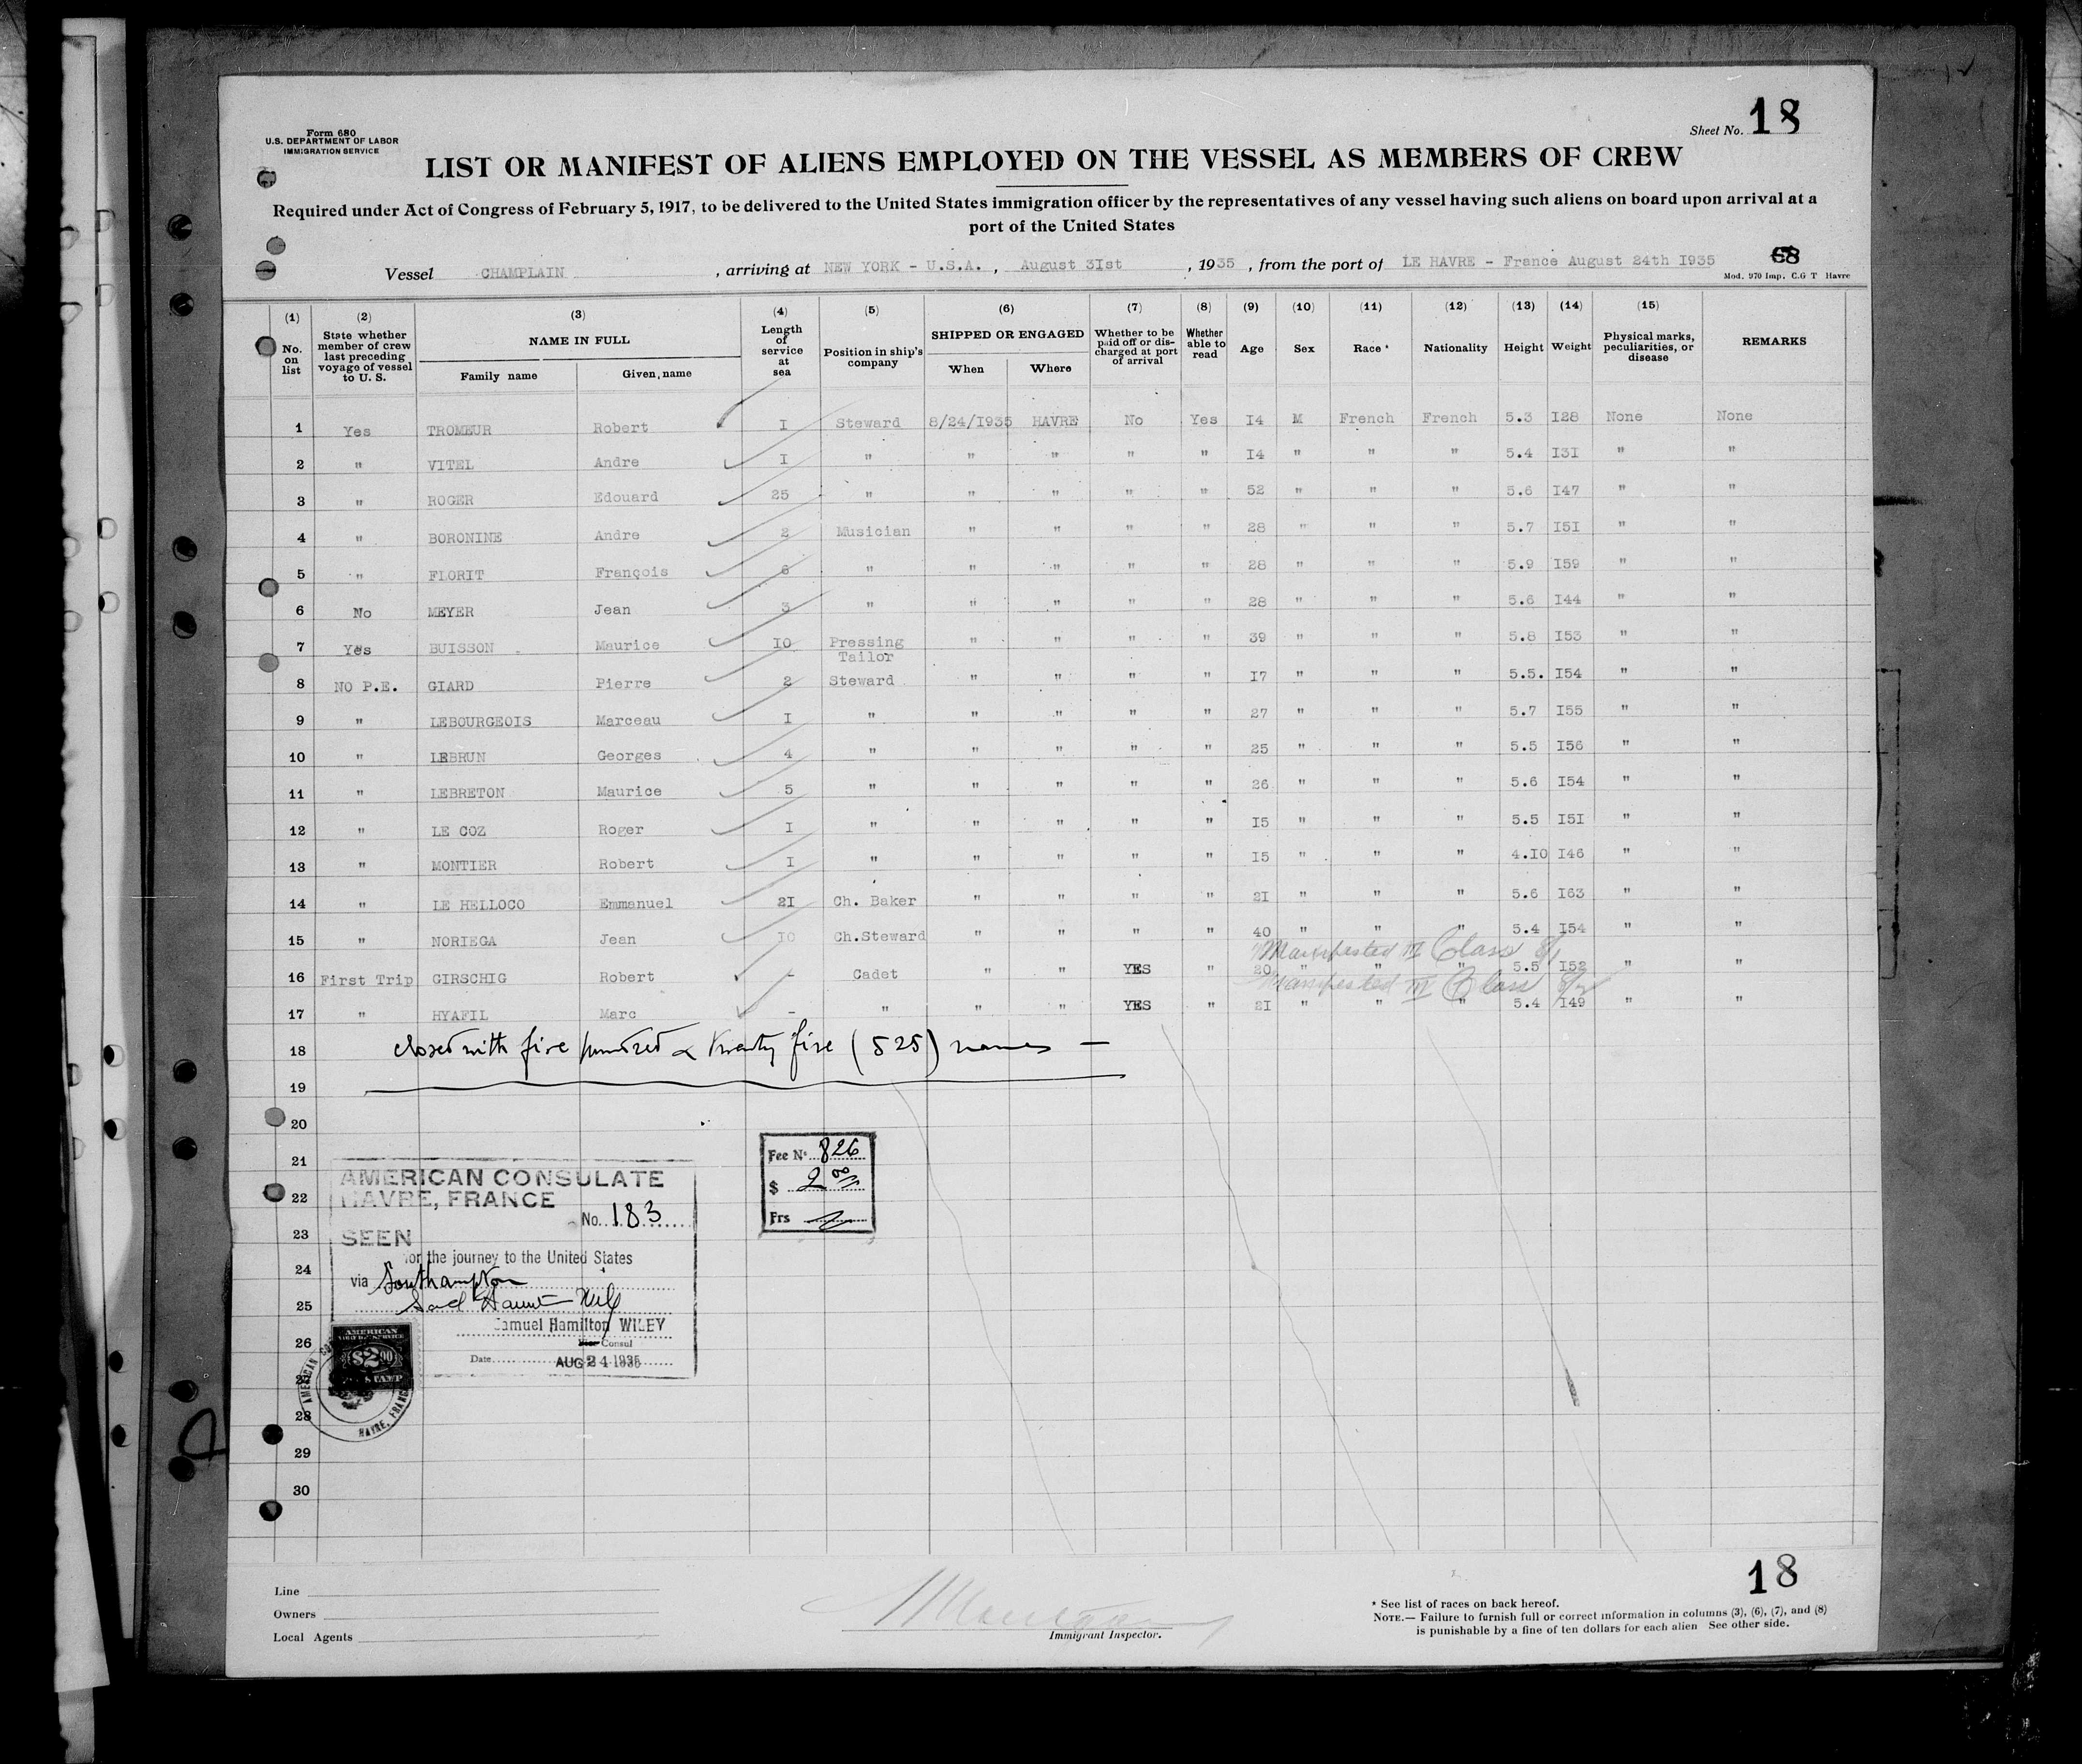 Form 680
U.S. DEPARTMENT OF LABOR
IMMIGRATION SERVICE
Sheet No. 18
LIST OR MANIFEST OF ALIENS EMPLOYED ON THE VESSEL AS MEMBERS OF CREW
Required under Act of Congress of February 5, 1917, to be delivered to the United States immigration officer by the representatives of any vessel having such aliens on board upon arrival at a
port of the United States
Vessel CHAMPLAIN , arriving at NEW YORK - U.S.A. , August 3Ist , 1935 , from the port of LE HAVRE - France August 24th I935
68
Mod. 970 Imp. C.G T Havre
(1) (2) (3) (4) (5) (6) (7) (8) (9) (10) (11) (12) (13) (14) (15)
No. on list
State whether member of crew last preceding voyage of vessel to U. S.
NAME IN FULL
Family name Given name
Length of service at sea
Position in ship's company
SHIPPED OR ENGAGED
When Where
Whether to be paid off or discharged at port of arrival
Whether able to read
Age Sex Race * Nationality Height Weight
Physical marks, peculiarities, or disease
REMARKS
1 Yes TROMEUR Robert I Steward 8/24/I935 HAVRE No Yes I4 M French French 5.3 I28 None None
2 " VITEL Andre I " " " " " I4 " " " 5.4 I3I " "
3 " ROGER Edouard 25 " " " " " 52 " " " 5.6 I47 " "
4 " BORONINE Andre 2 Musician " " " " 28 " " " 5.7 I5I " "
5 " FLORIT François 6 " " " " " 28 " " " 5.9 I59 " "
6 No MEYER Jean 3 " " " " " 28 " " " 5.6 I44 " "
7 Yes BUISSON Maurice IO Pressing Tailor " " " " 39 " " " 5.8 I53 " "
8 NO P.E. GIARD Pierre 2 Steward " " " " I7 " " " 5.5. I54 " "
9 " LEBOURGEOIS Marceau I " " " " " 27 " " " 5.7 I55 " "
10 " LEBRUN Georges 4 " " " " " 25 " " " 5.5 I56 " "
11 " LEBRETON Maurice 5 " " " " " 26 " " " 5.6 I54 " "
12 " LE COZ Roger I " " " " " I5 " " " 5.5 I5I " "
13 " MONTIER Robert I " " " " " I5 " " " 4.IO I46 " "
14 " LE HELLOCO Emmanuel 2I Ch. Baker " " " " 2I " " " 5.6 I63 " "
15 " NORIEGA Jean IO Ch.Steward " " " " 40 " " " 5.4 I54 " "
Manifested III Class
16 First Trip GIRSCHIG Robert - Cadet " " YES " 20 " " " 5.5 I52 " "
Manifested III Class
17 " HYAFIL Marc - " " " YES " 2I " " " 5.4 I49 " "
18 closed with five hundred & twenty five (525) names —
19
20
21
22
23
24
25
26
28
29
30
AMERICAN CONSULATE
HAVRE, FRANCE
No. 183
SEEN
for the journey to the United States
via Southampton
Samuel Hamilton WILEY
Vice Consul
Date AUG 24 1935
Fee No. 826
$ 2 00
Frs
AMERICAN
$2 00
STAMP
HAVRE, FRANCE
Line
Owners
Local Agents
Immigrant Inspector.
18
* See list of races on back hereof.
NOTE.— Failure to furnish full or correct information in columns (3), (6), (7), and (8)
is punishable by a fine of ten dollars for each alien See other side.